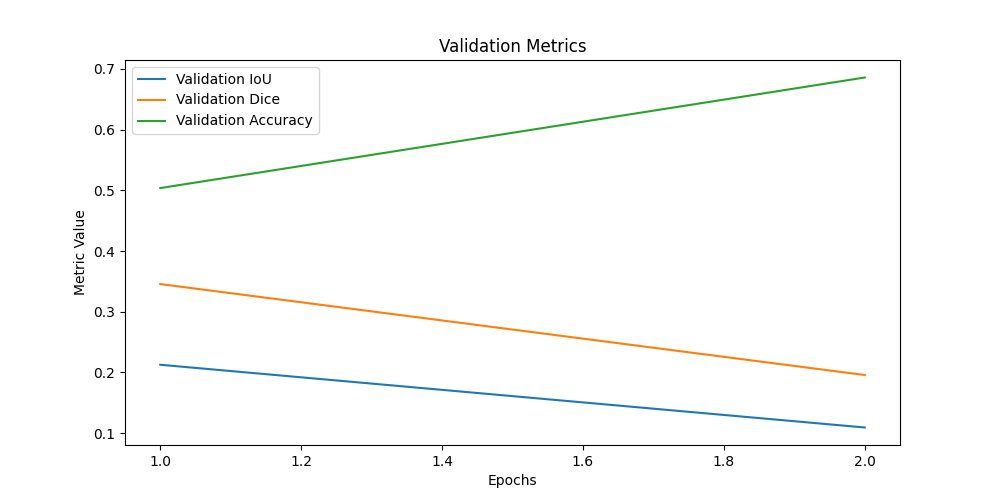 Validation Metrics
Validation IoU
Validation Dice
Validation Accuracy
0.7
0.6
0.5
0.4
0.3
0.2
0.1
Metric Value
1.0 1.2 1.4 1.6 1.8 2.0
Epochs